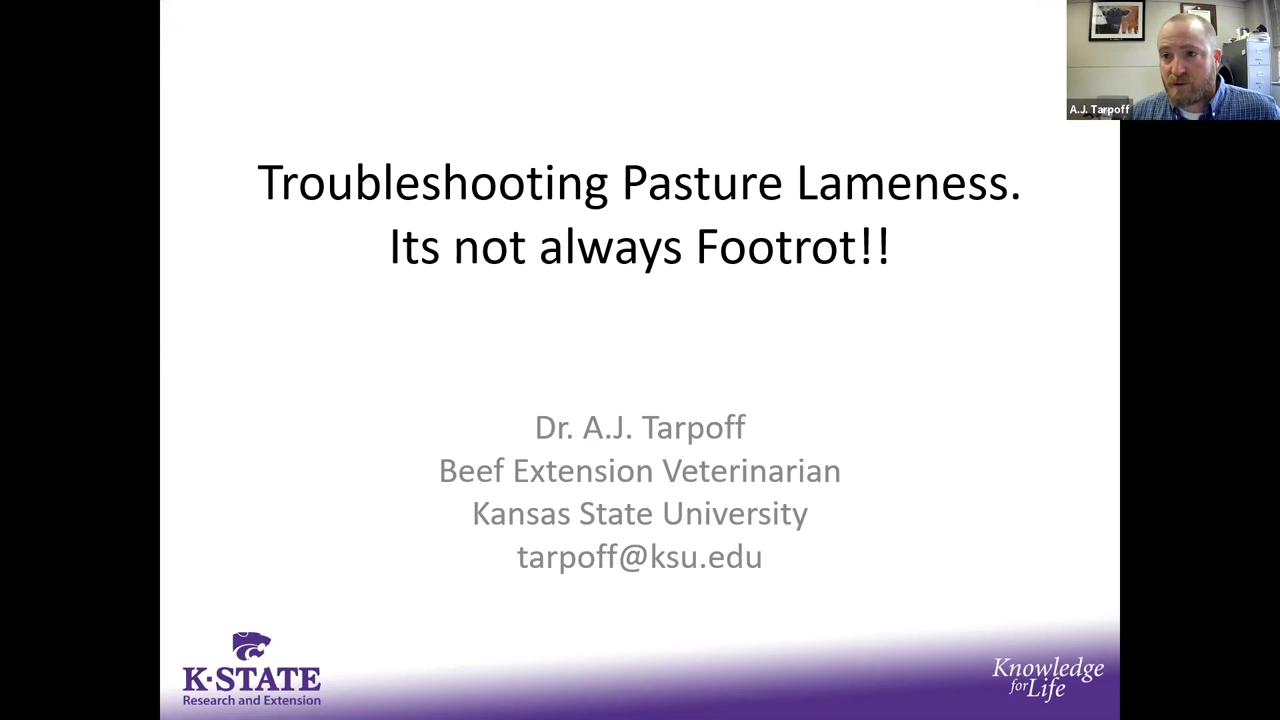 A.J. Tarpoff
Troubleshooting Pasture Lameness.
Its not always Footrot!!
Dr. A.J. Tarpoff
Beef Extension Veterinarian
Kansas State University
tarpoff@ksu.edu
K-STATE
Research and Extension
Knowledge
for Life